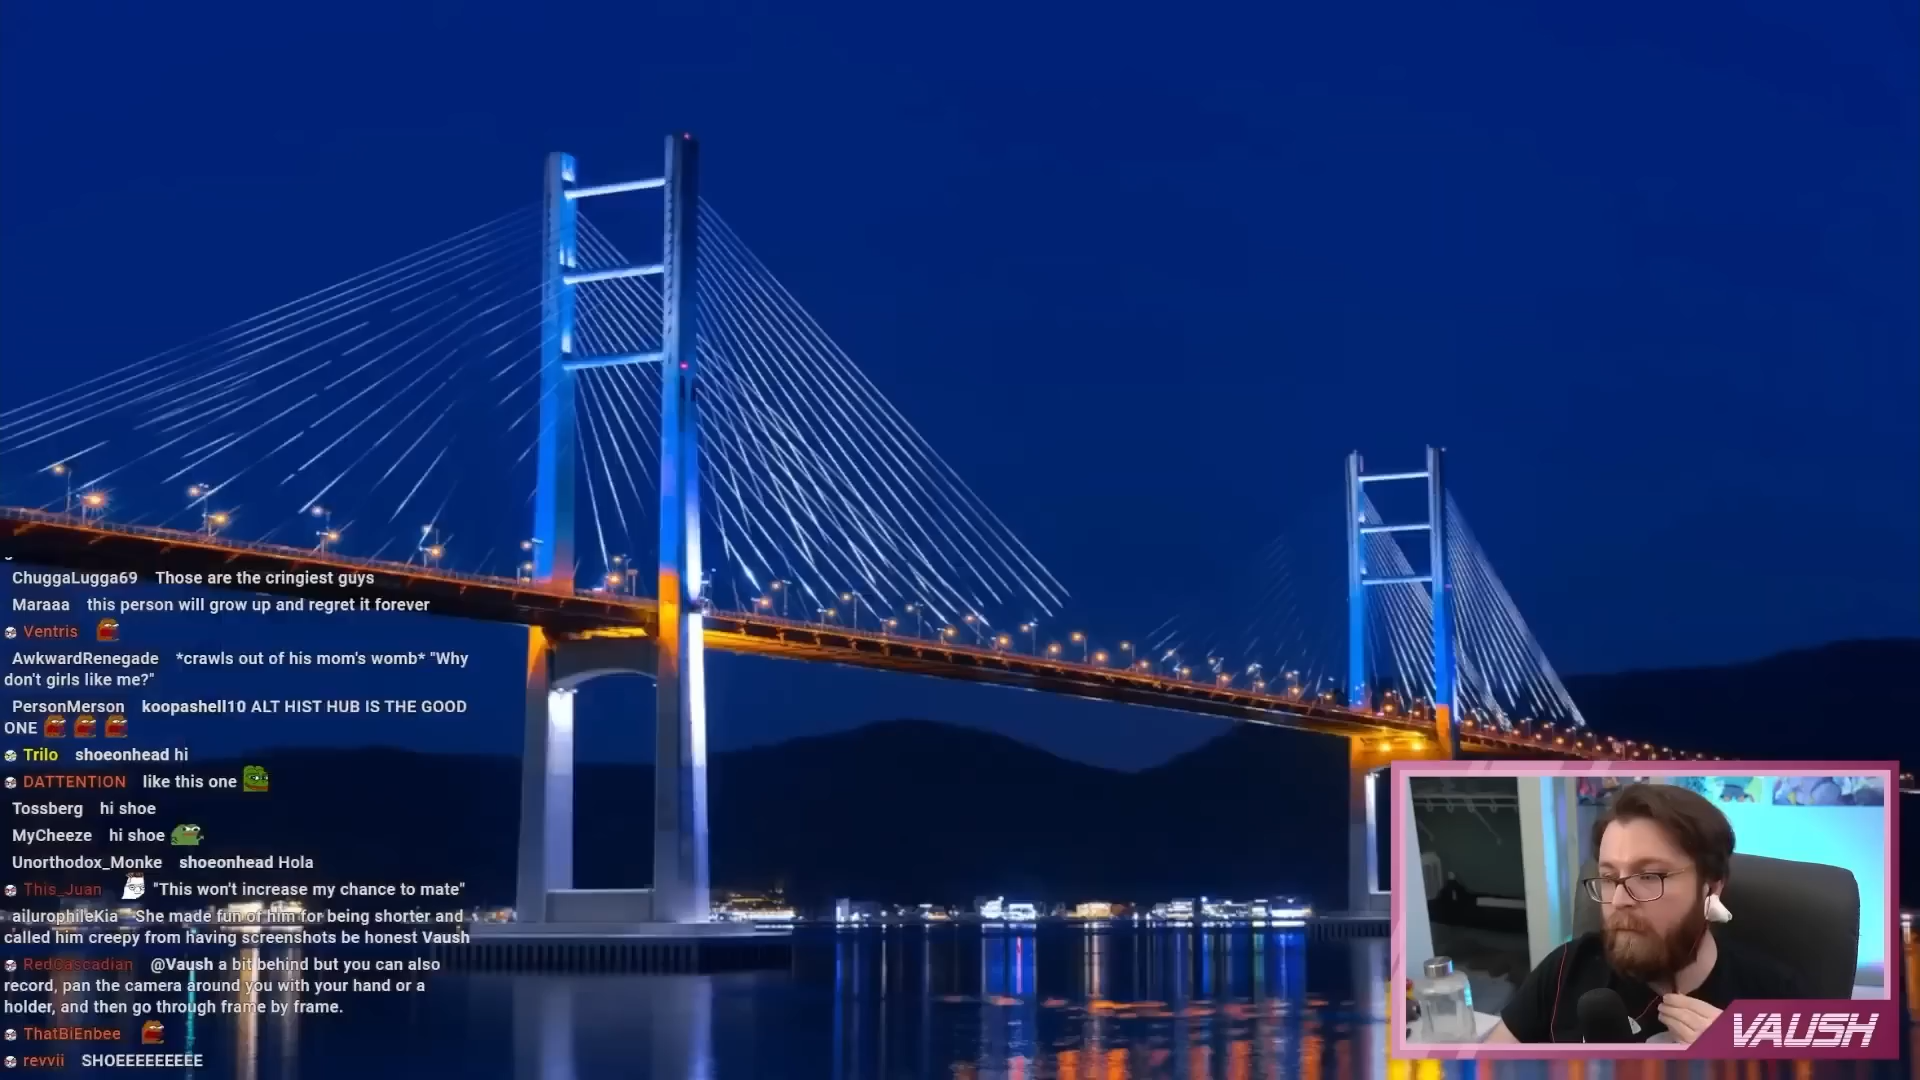 ChuggaLugga69 Those are the cringiest guys
Maraaa this person will grow up and regret it forever
Ventris
AwkwardRenegade *crawls out of his mom's womb* "Why
don't girls like me?"
PersonMerson koopashell10 ALT HIST HUB IS THE GOOD
ONE
Trilo shoeonhead hi
DATTENTION like this one
Tossberg hi shoe
MyCheeze hi shoe
Unorthodox_Monke shoeonhead Hola
This_Juan "This won't increase my chance to mate"
ailurophileKia She made fun of him for being shorter and
called him creepy from having screenshots be honest Vaush
RedCascadian @Vaush a bit behind but you can also
record, pan the camera around you with your hand or a
holder, and then go through frame by frame.
ThatBiEnbee
revvii SHOEEEEEEEEE
VAUSH